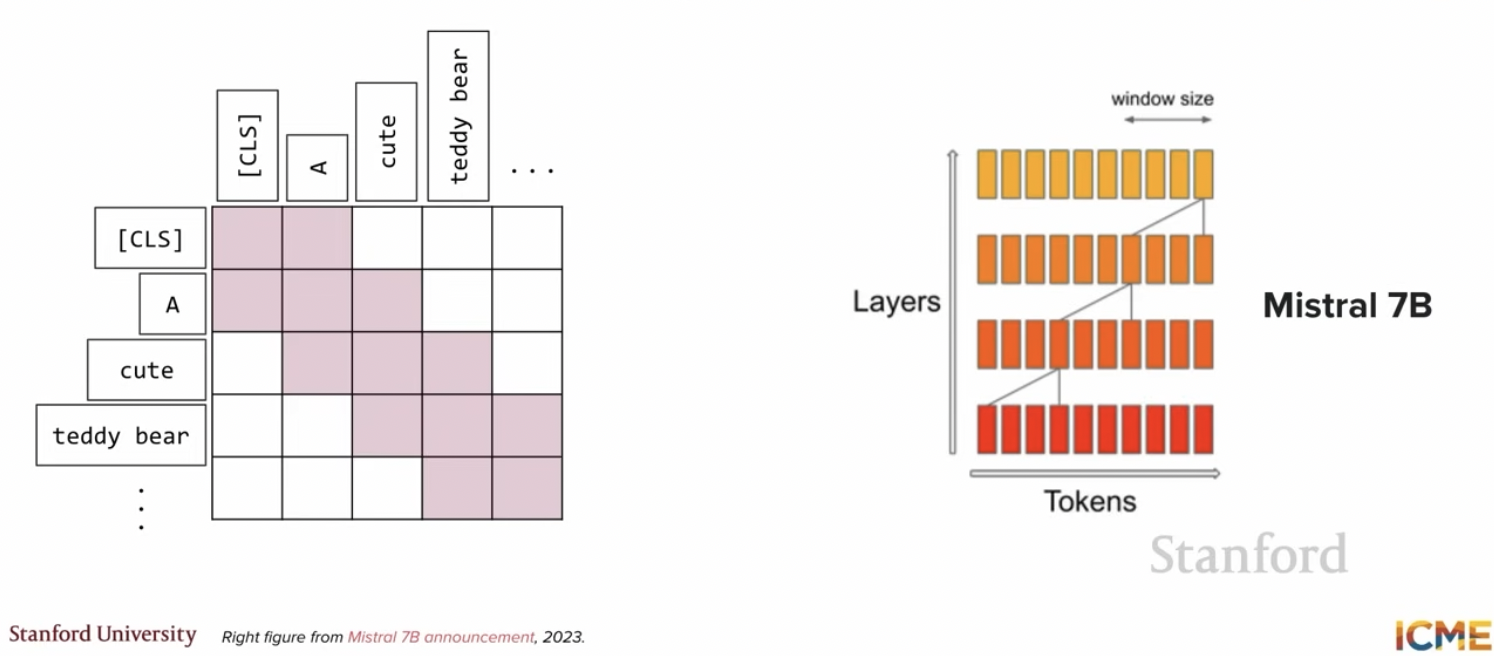 [CLS]
A
cute
teddy bear
. . .
[CLS]
A
cute
teddy bear
.
.
.
window size
Layers
Tokens
Mistral 7B
Stanford
Stanford University
Right figure from Mistral 7B announcement, 2023.
ICME